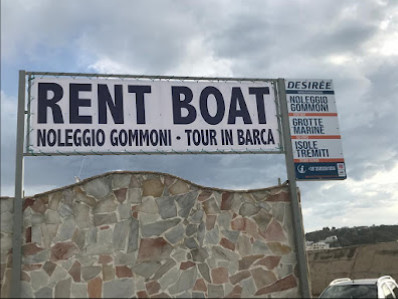 RENT BOAT
NOLEGGIO GOMMONI • TOUR IN BARCA
DESIRÉE
NOLEGGIO
GOMMONI
GROTTE
MARINE
ISOLE
TREMITI